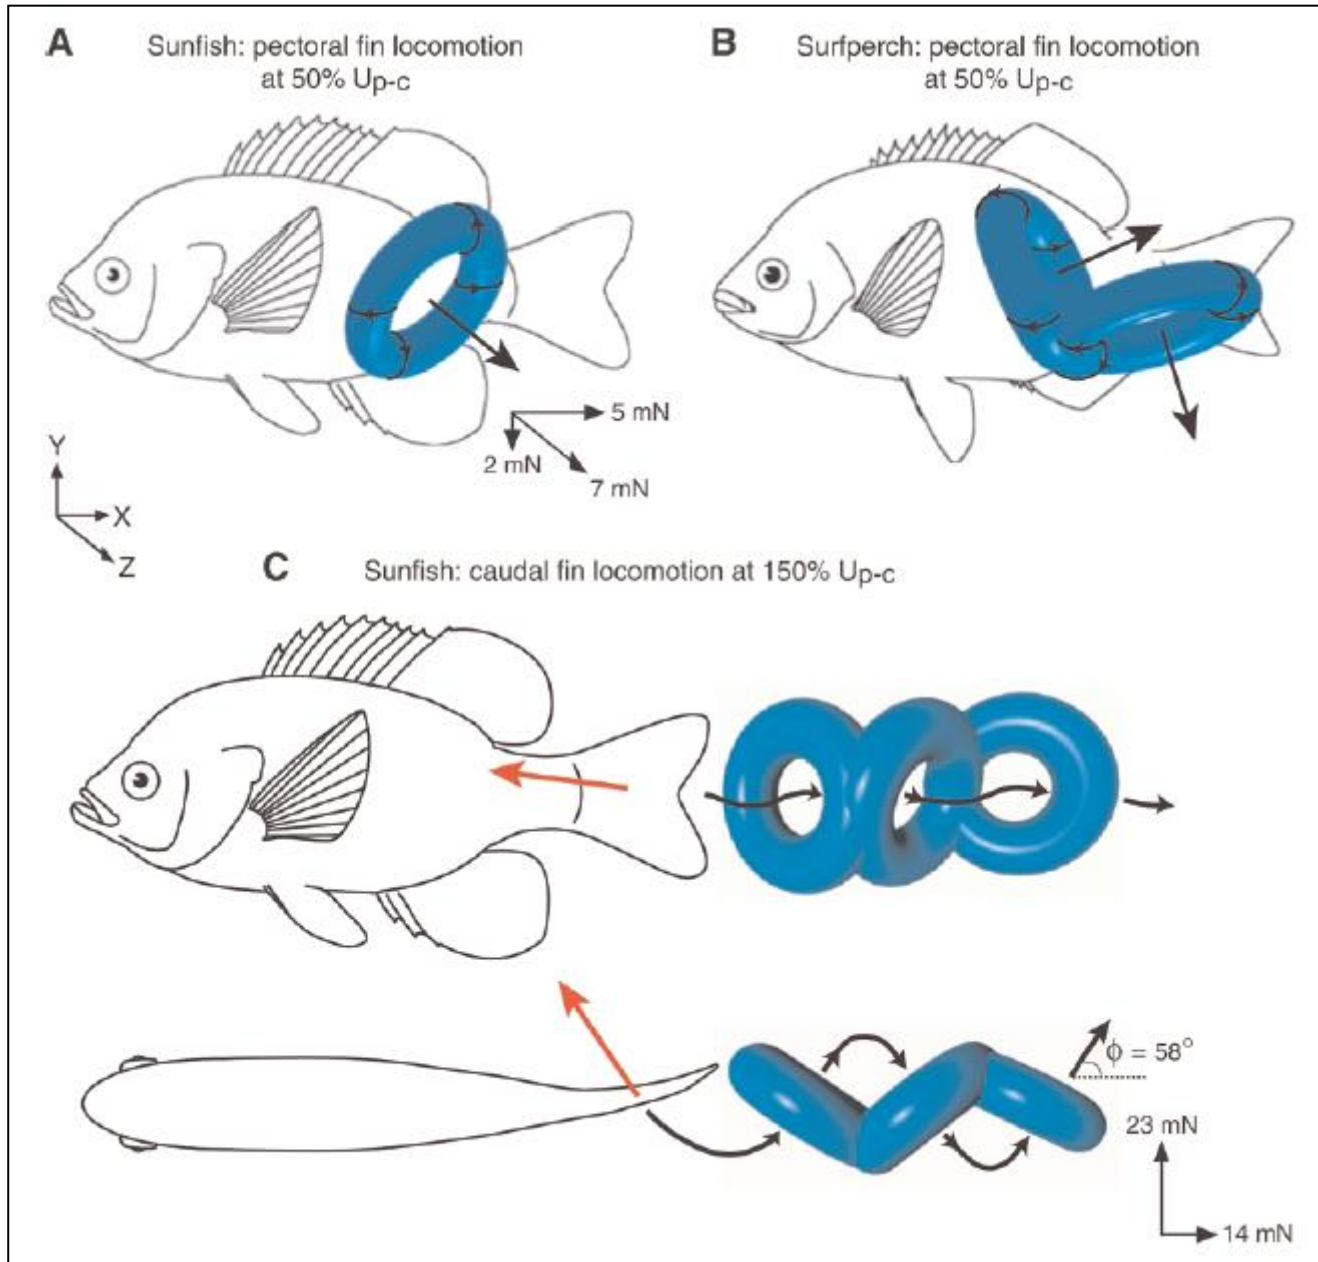 A
Sunfish: pectoral fin locomotion
at 50% Up-c
B
Surfperch: pectoral fin locomotion
at 50% Up-c
5 mN
2 mN
7 mN
Y
X
Z
C
Sunfish: caudal fin locomotion at 150% Up-c
ϕ = 58°
23 mN
14 mN